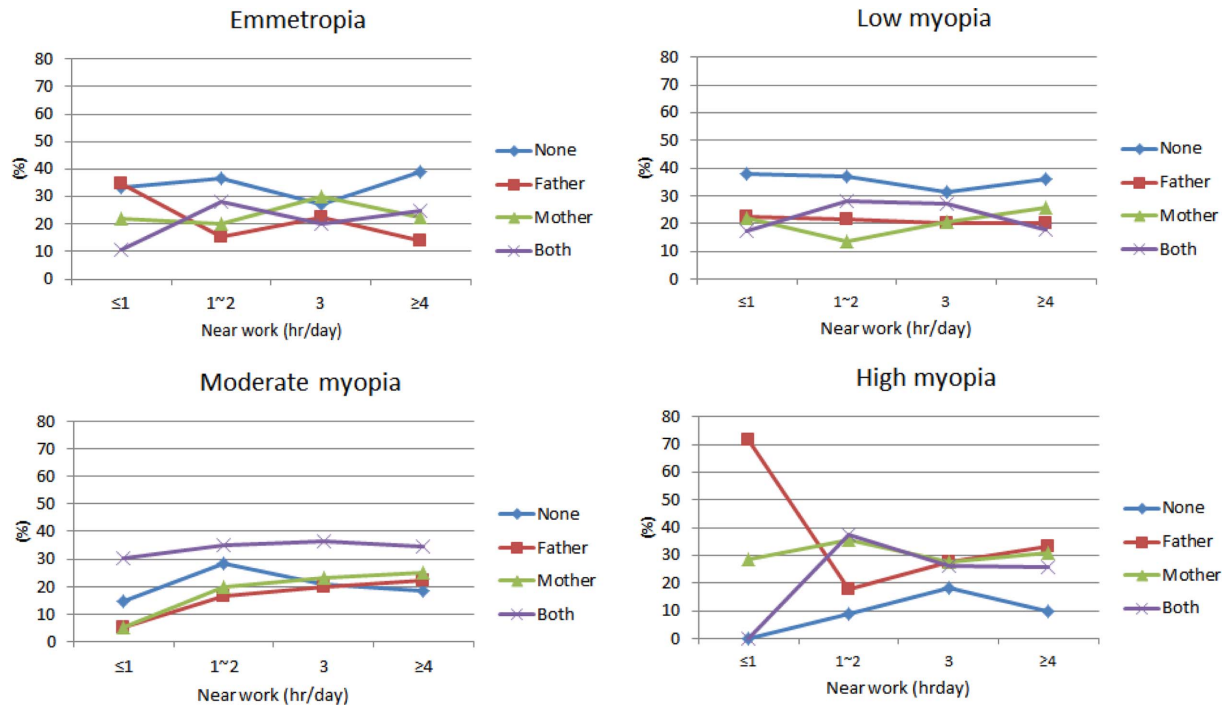 Emmetropia
80
70
60
50
40
30
20
10
0
(%)
≤1 1~2 3 ≥4
Near work (hr/day)
None
Father
Mother
Both
Low myopia
80
70
60
50
40
30
20
10
0
(%)
≤1 1~2 3 ≥4
Near work (hr/day)
None
Father
Mother
Both
Moderate myopia
80
70
60
50
40
30
20
10
0
(%)
≤1 1~2 3 ≥4
Near work (hr/day)
None
Father
Mother
Both
High myopia
80
70
60
50
40
30
20
10
0
(%)
≤1 1~2 3 ≥4
Near work (hrday)
None
Father
Mother
Both